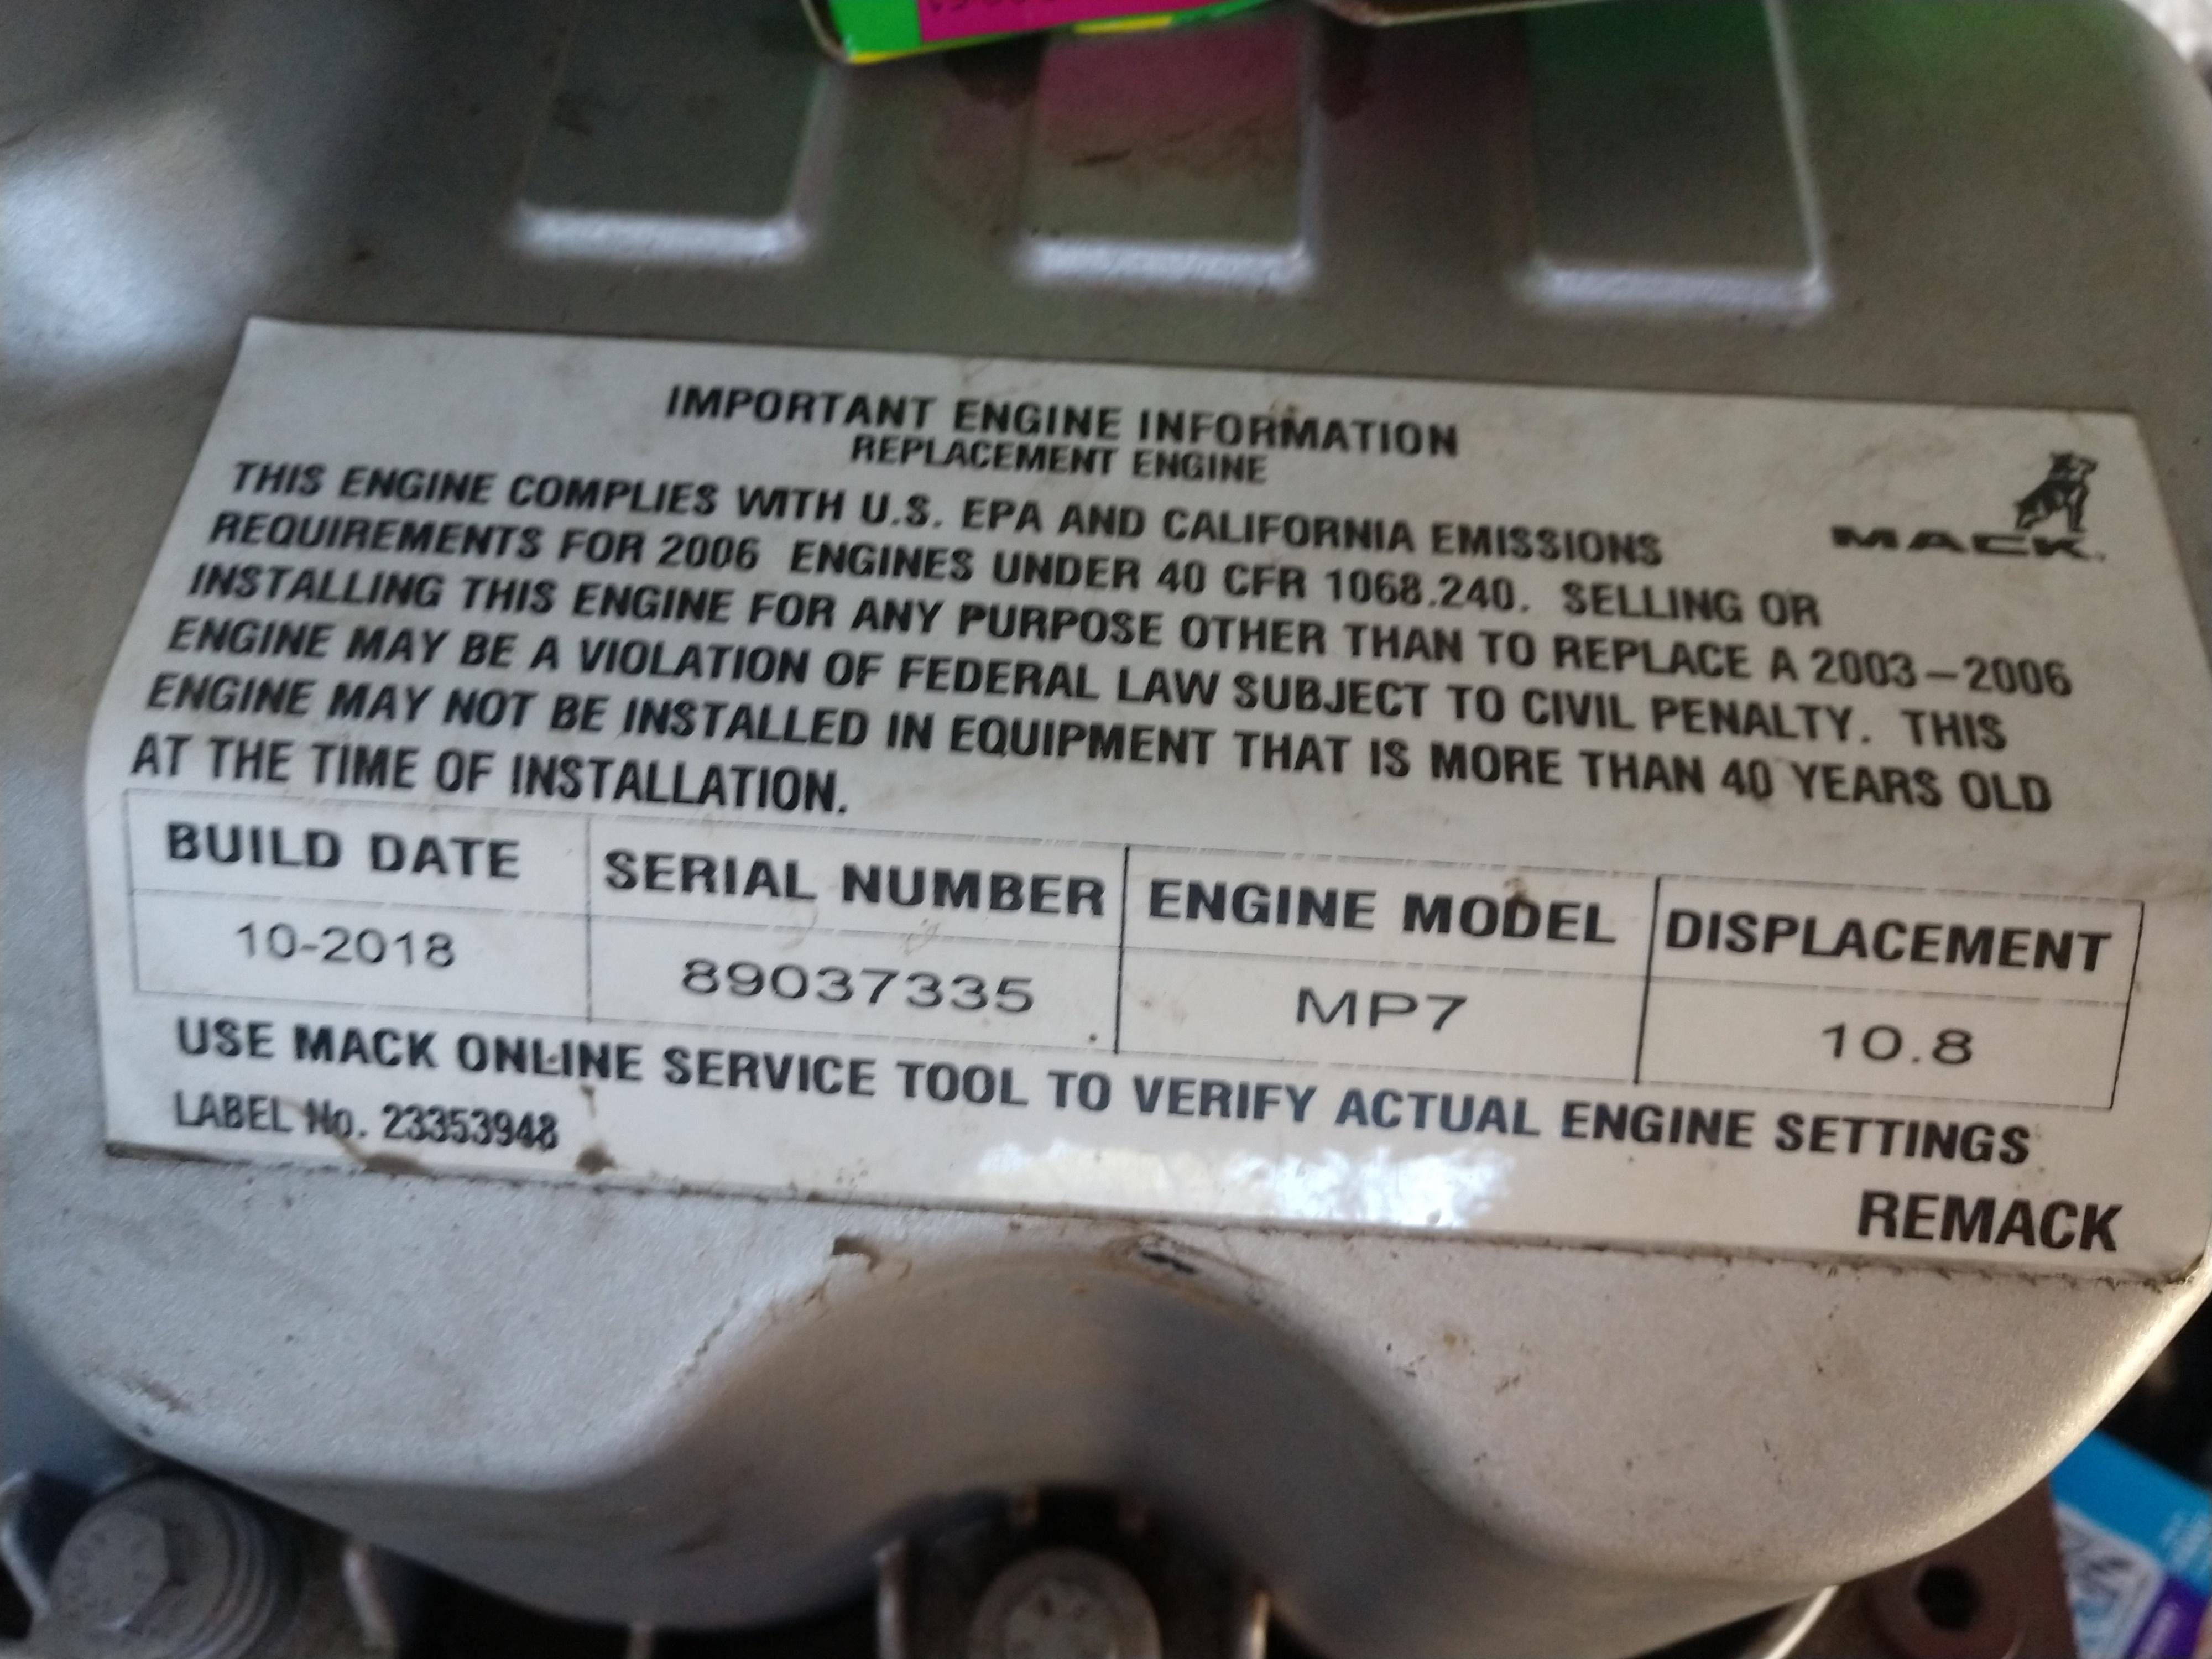 IMPORTANT ENGINE INFORMATION
REPLACEMENT ENGINE
MACK
THIS ENGINE COMPLIES WITH U.S. EPA AND CALIFORNIA EMISSIONS
REQUIREMENTS FOR 2006 ENGINES UNDER 40 CFR 1068.240. SELLING OR
INSTALLING THIS ENGINE FOR ANY PURPOSE OTHER THAN TO REPLACE A 2003-2006
ENGINE MAY BE A VIOLATION OF FEDERAL LAW SUBJECT TO CIVIL PENALTY. THIS
ENGINE MAY NOT BE INSTALLED IN EQUIPMENT THAT IS MORE THAN 40 YEARS OLD
AT THE TIME OF INSTALLATION.
BUILD DATE SERIAL NUMBER ENGINE MODEL DISPLACEMENT
10-2018 89037335 MP7 10.8
USE MACK ONLINE SERVICE TOOL TO VERIFY ACTUAL ENGINE SETTINGS
LABEL No. 23353948
REMACK